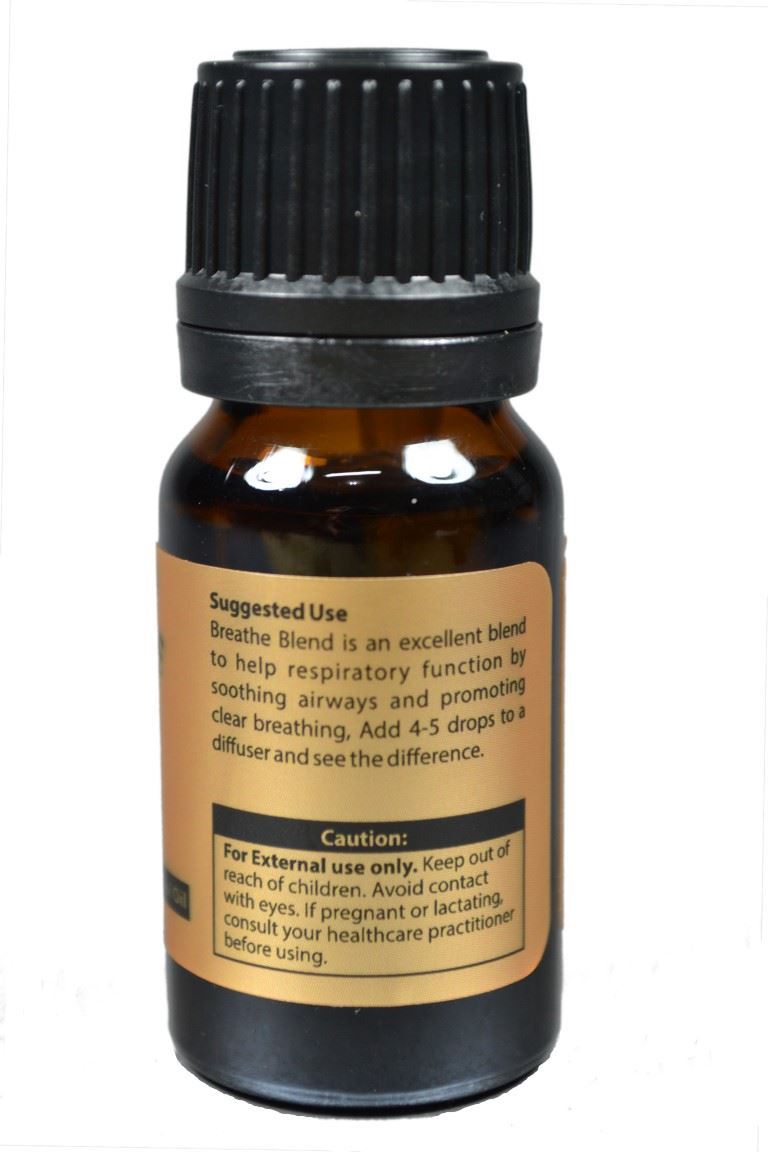 Suggested Use
Breathe Blend is an excellent blend
to help respiratory function by
soothing airways and promoting
clear breathing, Add 4-5 drops to a
diffuser and see the difference.
Caution:
For External use only. Keep out of
reach of children. Avoid contact
with eyes. If pregnant or lactating,
consult your healthcare practitioner
before using.
Oil